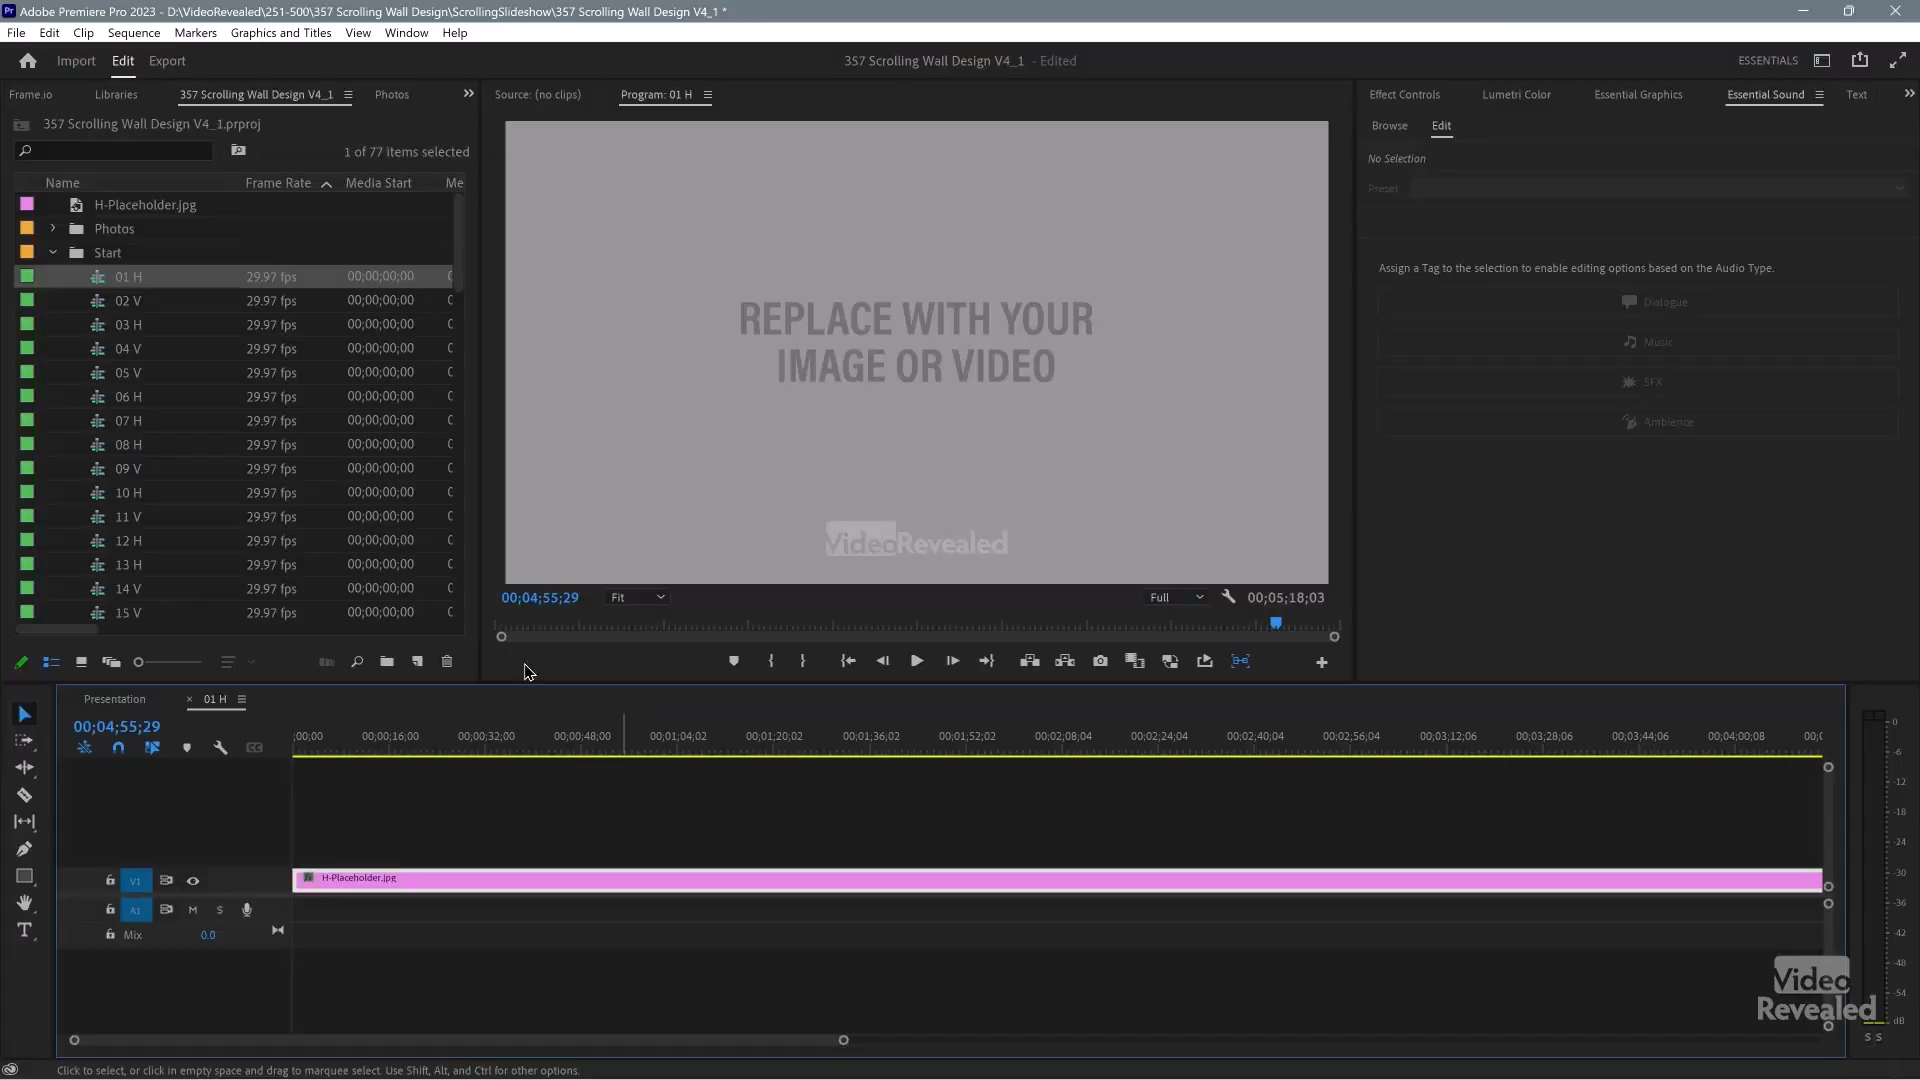 Adobe Premiere Pro 2023 - D:\VideoRevealed\251-500\357 Scrolling Wall Design\ScrollingSlideshow\357 Scrolling Wall Design V4_1 *
File Edit Clip Sequence Markers Graphics and Titles View Window Help
Import Edit Export
357 Scrolling Wall Design V4_1 - Edited
ESSENTIALS
Frame.io Libraries 357 Scrolling Wall Design V4_1 Photos
357 Scrolling Wall Design V4_1.prproj
1 of 77 items selected
Name Frame Rate Media Start Me
H-Placeholder.jpg
Photos
Start
01 H 29.97 fps 00;00;00;00
02 V 29.97 fps 00;00;00;00
03 H 29.97 fps 00;00;00;00
04 V 29.97 fps 00;00;00;00
05 V 29.97 fps 00;00;00;00
06 H 29.97 fps 00;00;00;00
07 H 29.97 fps 00;00;00;00
08 H 29.97 fps 00;00;00;00
09 V 29.97 fps 00;00;00;00
10 H 29.97 fps 00;00;00;00
11 V 29.97 fps 00;00;00;00
12 H 29.97 fps 00;00;00;00
13 H 29.97 fps 00;00;00;00
14 V 29.97 fps 00;00;00;00
15 V 29.97 fps 00;00;00;00
Source: (no clips) Program: 01 H
REPLACE WITH YOUR
IMAGE OR VIDEO
VideoRevealed
00;04;55;29 Fit Full 00;05;18;03
Effect Controls Lumetri Color Essential Graphics Essential Sound Text
Browse Edit
No Selection
Preset
Assign a Tag to the selection to enable editing options based on the Audio Type.
Dialogue
Music
SFX
Ambience
Presentation × 01 H
00;04;55;29
;00;00 00;00;16;00 00;00;32;00 00;00;48;00 00;01;04;02 00;01;20;02 00;01;36;02 00;01;52;02 00;02;08;04 00;02;24;04 00;02;40;04 00;02;56;04 00;03;12;06 00;03;28;06 00;03;44;06 00;04;00;08 00;
V1
H-Placeholder.jpg
A1 M S
Mix 0.0
0
-6
-12
-18
-24
-30
-36
-42
-48
-54
dB
S S
Video
Revealed
Click to select, or click in empty space and drag to marquee select. Use Shift, Alt, and Ctrl for other options.